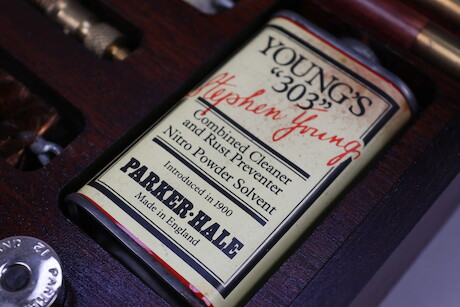 YOUNG'S
"303"
Stephen Young
Combined Cleaner
and Rust Preventer
Nitro Powder Solvent
Introduced in 1900
PARKER-HALE
Made in England
12